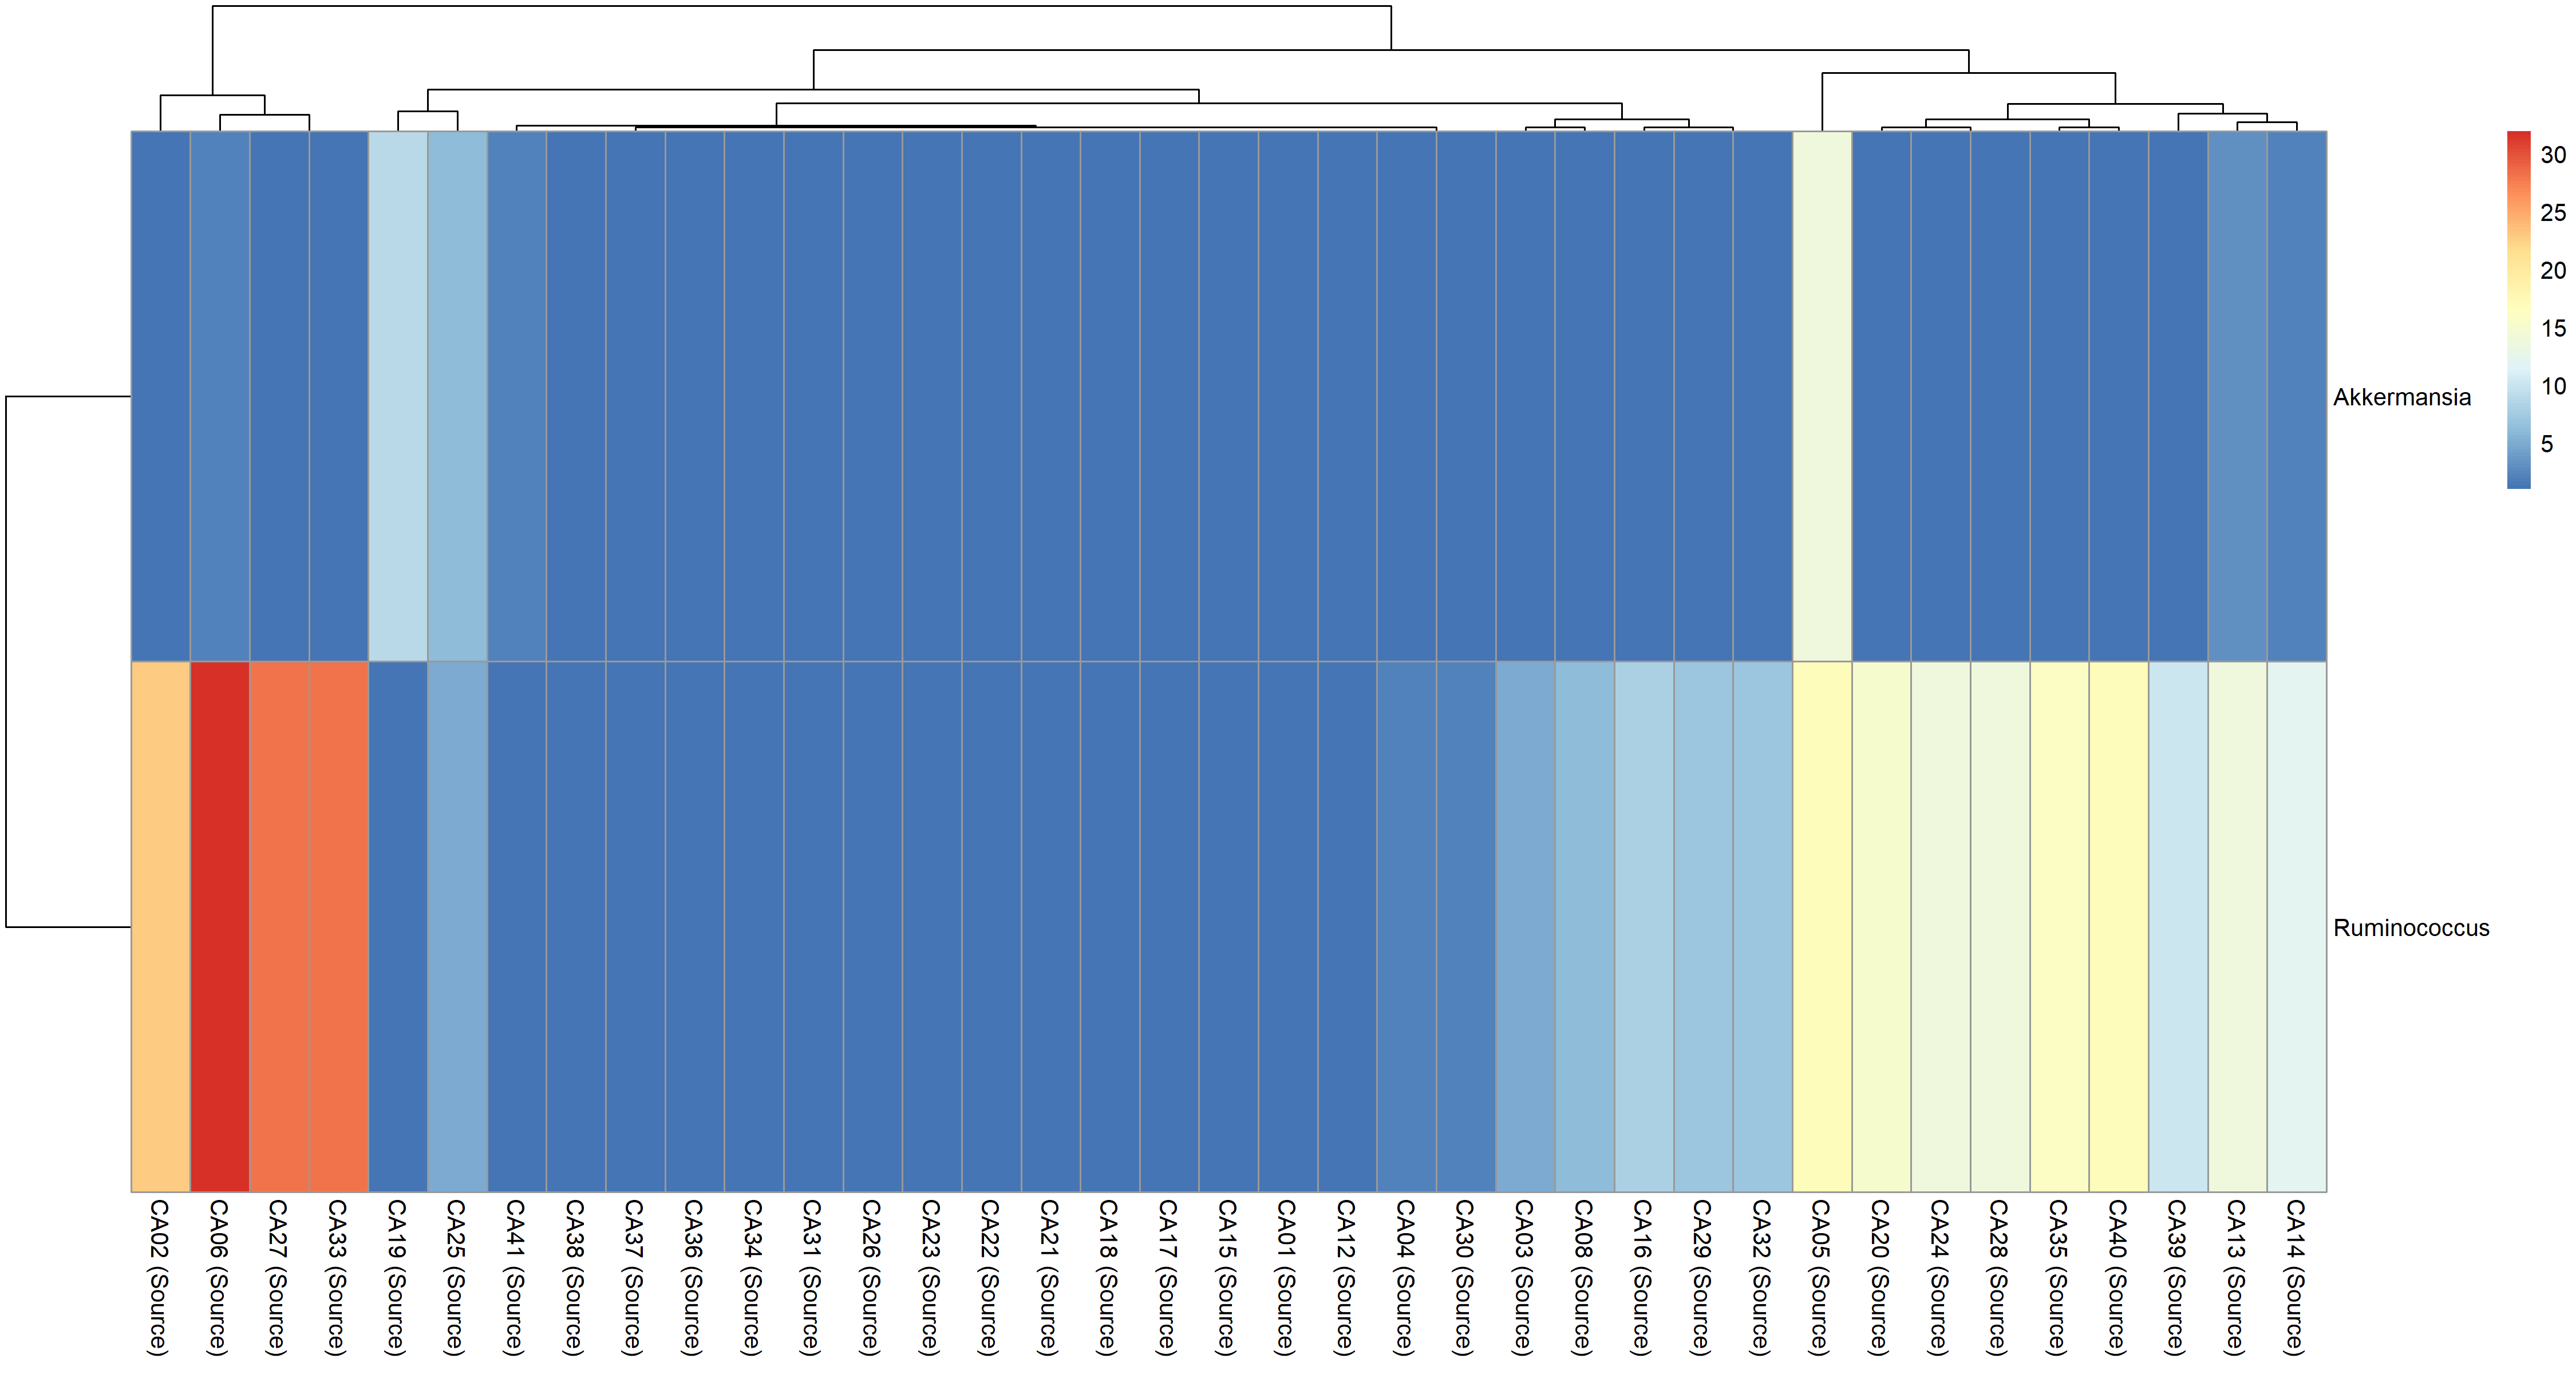 30
25
20
15
10
5
Akkermansia
Ruminococcus
CA02 (Source)
CA06 (Source)
CA27 (Source)
CA33 (Source)
CA19 (Source)
CA25 (Source)
CA41 (Source)
CA38 (Source)
CA37 (Source)
CA36 (Source)
CA34 (Source)
CA31 (Source)
CA26 (Source)
CA23 (Source)
CA22 (Source)
CA21 (Source)
CA18 (Source)
CA17 (Source)
CA15 (Source)
CA01 (Source)
CA12 (Source)
CA04 (Source)
CA30 (Source)
CA03 (Source)
CA08 (Source)
CA16 (Source)
CA29 (Source)
CA32 (Source)
CA05 (Source)
CA20 (Source)
CA24 (Source)
CA28 (Source)
CA35 (Source)
CA40 (Source)
CA39 (Source)
CA13 (Source)
CA14 (Source)